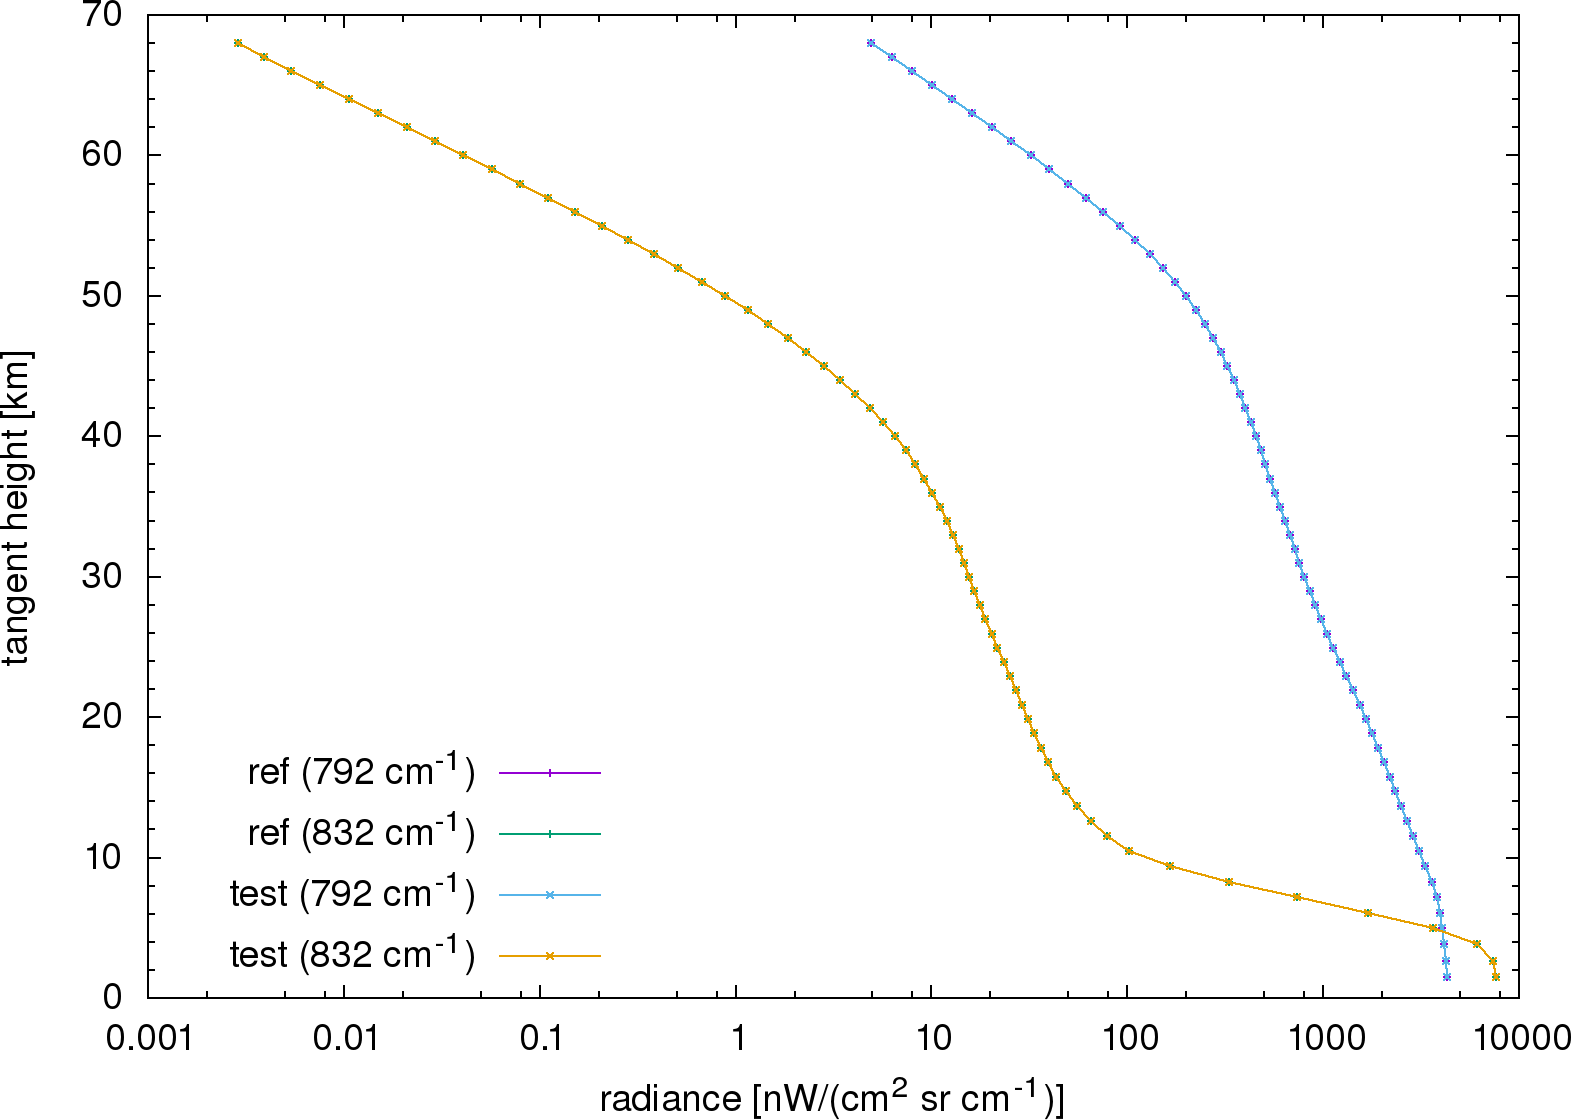 70
60
50
40
30
20
10
0
tangent height [km]
ref (792 cm⁻¹)
ref (832 cm⁻¹)
test (792 cm⁻¹)
test (832 cm⁻¹)
0.001 0.01 0.1 1 10 100 1000 10000
radiance [nW/(cm² sr cm⁻¹)]